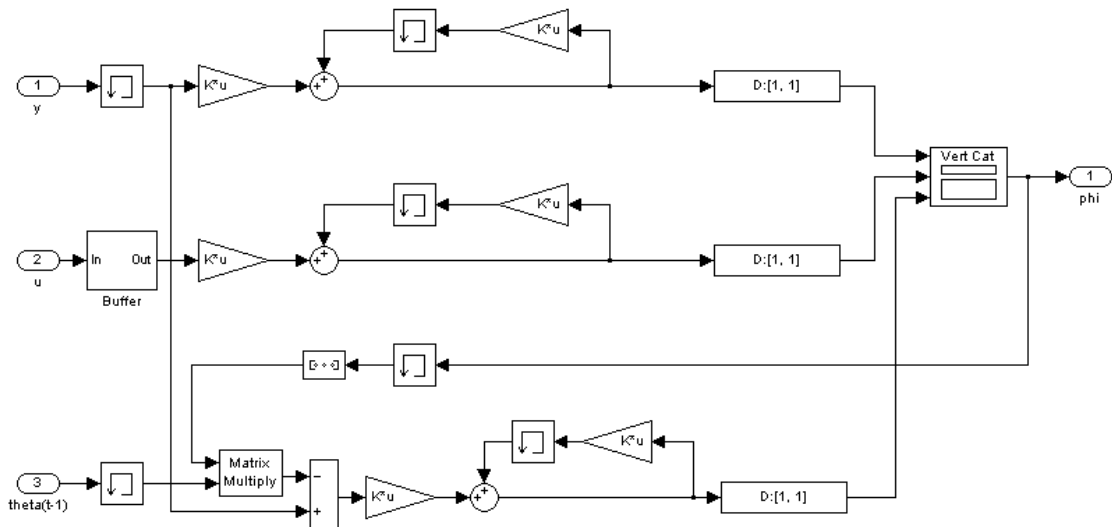 K*u
1
y
K*u
+
+
D:[1, 1]
Vert Cat
1
phi
K*u
2
u
In Out
Buffer
K*u
+
+
D:[1, 1]
K*u
3
theta(t-1)
Matrix
Multiply
−
+
K*u
+
+
D:[1, 1]